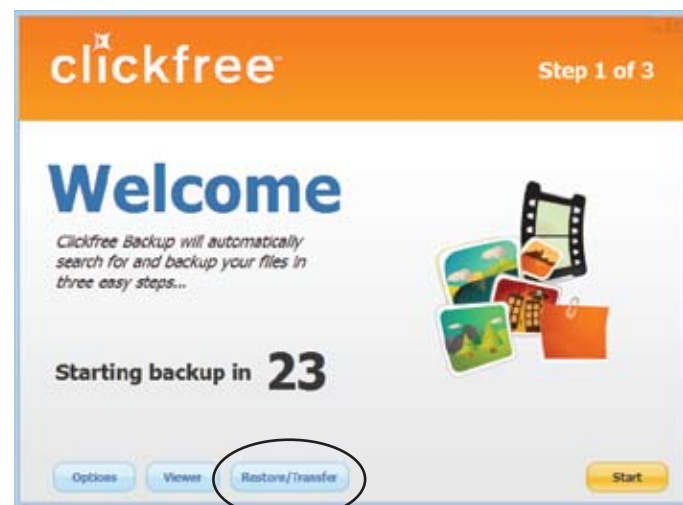 clickfree
Step 1 of 3
Welcome
Clickfree Backup will automatically
search for and backup your files in
three easy steps...
Starting backup in 23
Options
Viewer
Restore/Transfer
Start